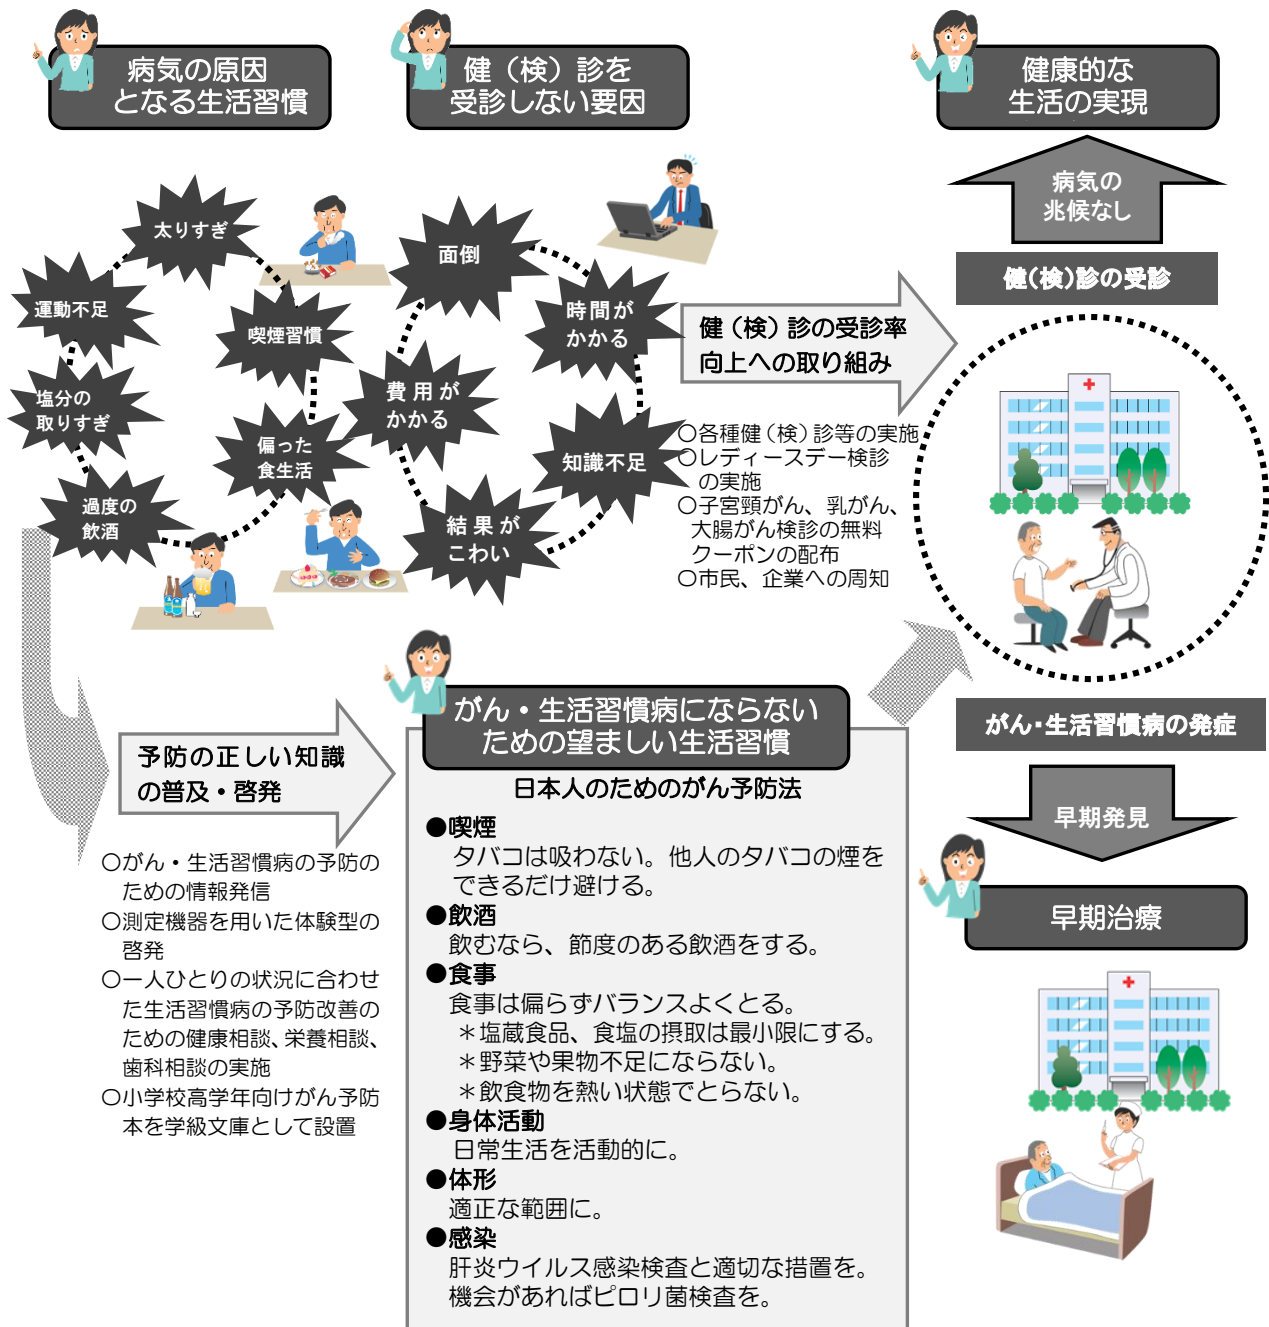 病気の原因
となる生活習慣
健（検）診を
受診しない要因
健康的な
生活の実現
病気の
兆候なし
健(検)診の受診
太りすぎ
運動不足
喫煙習慣
塩分の
取りすぎ
偏った
食生活
過度の
飲酒
面倒
時間が
かかる
費用が
かかる
知識不足
結果が
こわい
健（検）診の受診率
向上への取り組み
〇各種健（検）診等の実施
〇レディースデー検診
の実施
〇子宮頸がん、乳がん、
大腸がん検診の無料
クーポンの配布
〇市民、企業への周知
予防の正しい知識
の普及・啓発
〇がん・生活習慣病の予防の
ための情報発信
〇測定機器を用いた体験型の
啓発
〇一人ひとりの状況に合わせ
た生活習慣病の予防改善の
ための健康相談、栄養相談、
歯科相談の実施
〇小学校高学年向けがん予防
本を学級文庫として設置
がん・生活習慣病にならない
ための望ましい生活習慣
日本人のためのがん予防法
●喫煙
タバコは吸わない。他人のタバコの煙を
できるだけ避ける。
●飲酒
飲むなら、節度のある飲酒をする。
●食事
食事は偏らずバランスよくとる。
＊塩蔵食品、食塩の摂取は最小限にする。
＊野菜や果物不足にならない。
＊飲食物を熱い状態でとらない。
●身体活動
日常生活を活動的に。
●体形
適正な範囲に。
●感染
肝炎ウイルス感染検査と適切な措置を。
機会があればピロリ菌検査を。
がん・生活習慣病の発症
早期発見
早期治療